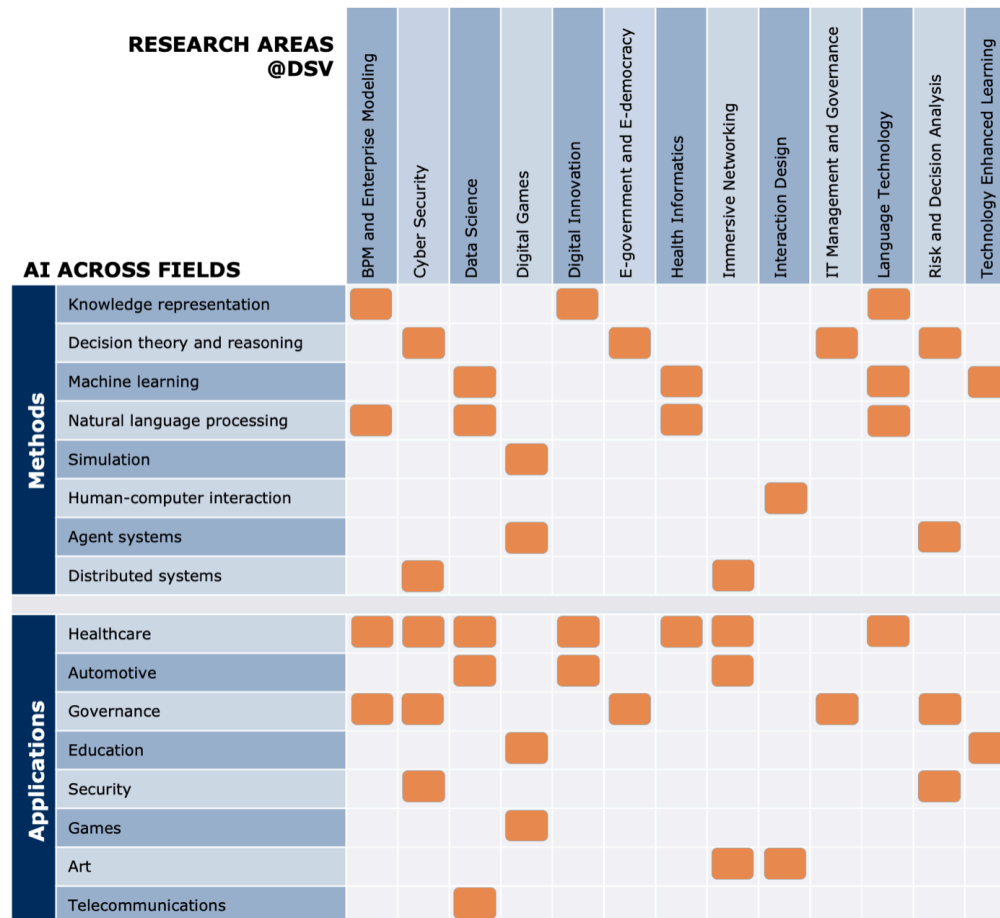 RESEARCH AREAS
@DSV
BPM and Enterprise Modeling
Cyber Security
Data Science
Digital Games
Digital Innovation
E-government and E-democracy
Health Informatics
Immersive Networking
Interaction Design
IT Management and Governance
Language Technology
Risk and Decision Analysis
Technology Enhanced Learning
AI ACROSS FIELDS
Methods
Knowledge representation
Decision theory and reasoning
Machine learning
Natural language processing
Simulation
Human-computer interaction
Agent systems
Distributed systems
Applications
Healthcare
Automotive
Governance
Education
Security
Games
Art
Telecommunications